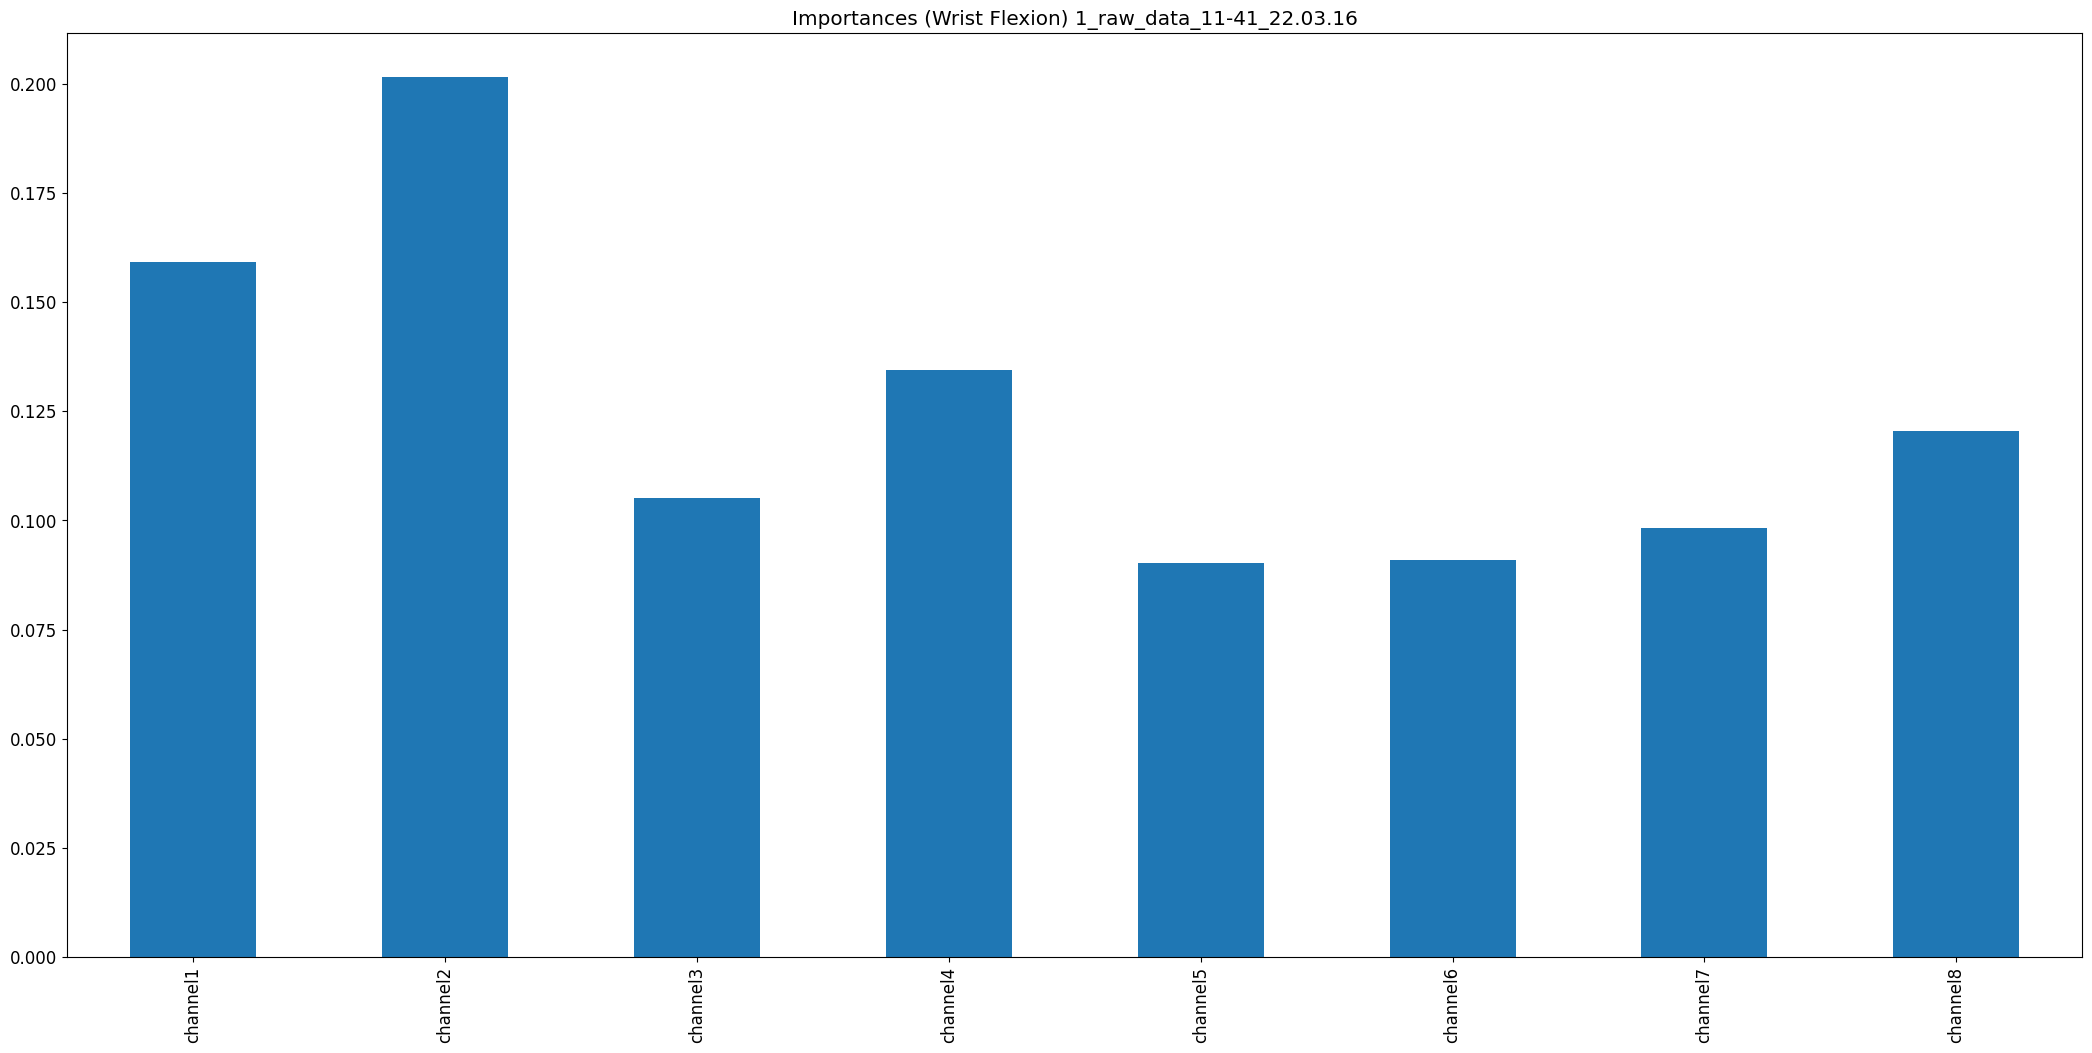 Importances (Wrist Flexion) 1_raw_data_11-41_22.03.16
0.200
0.175
0.150
0.125
0.100
0.075
0.050
0.025
0.000
channel1
channel2
channel3
channel4
channel5
channel6
channel7
channel8